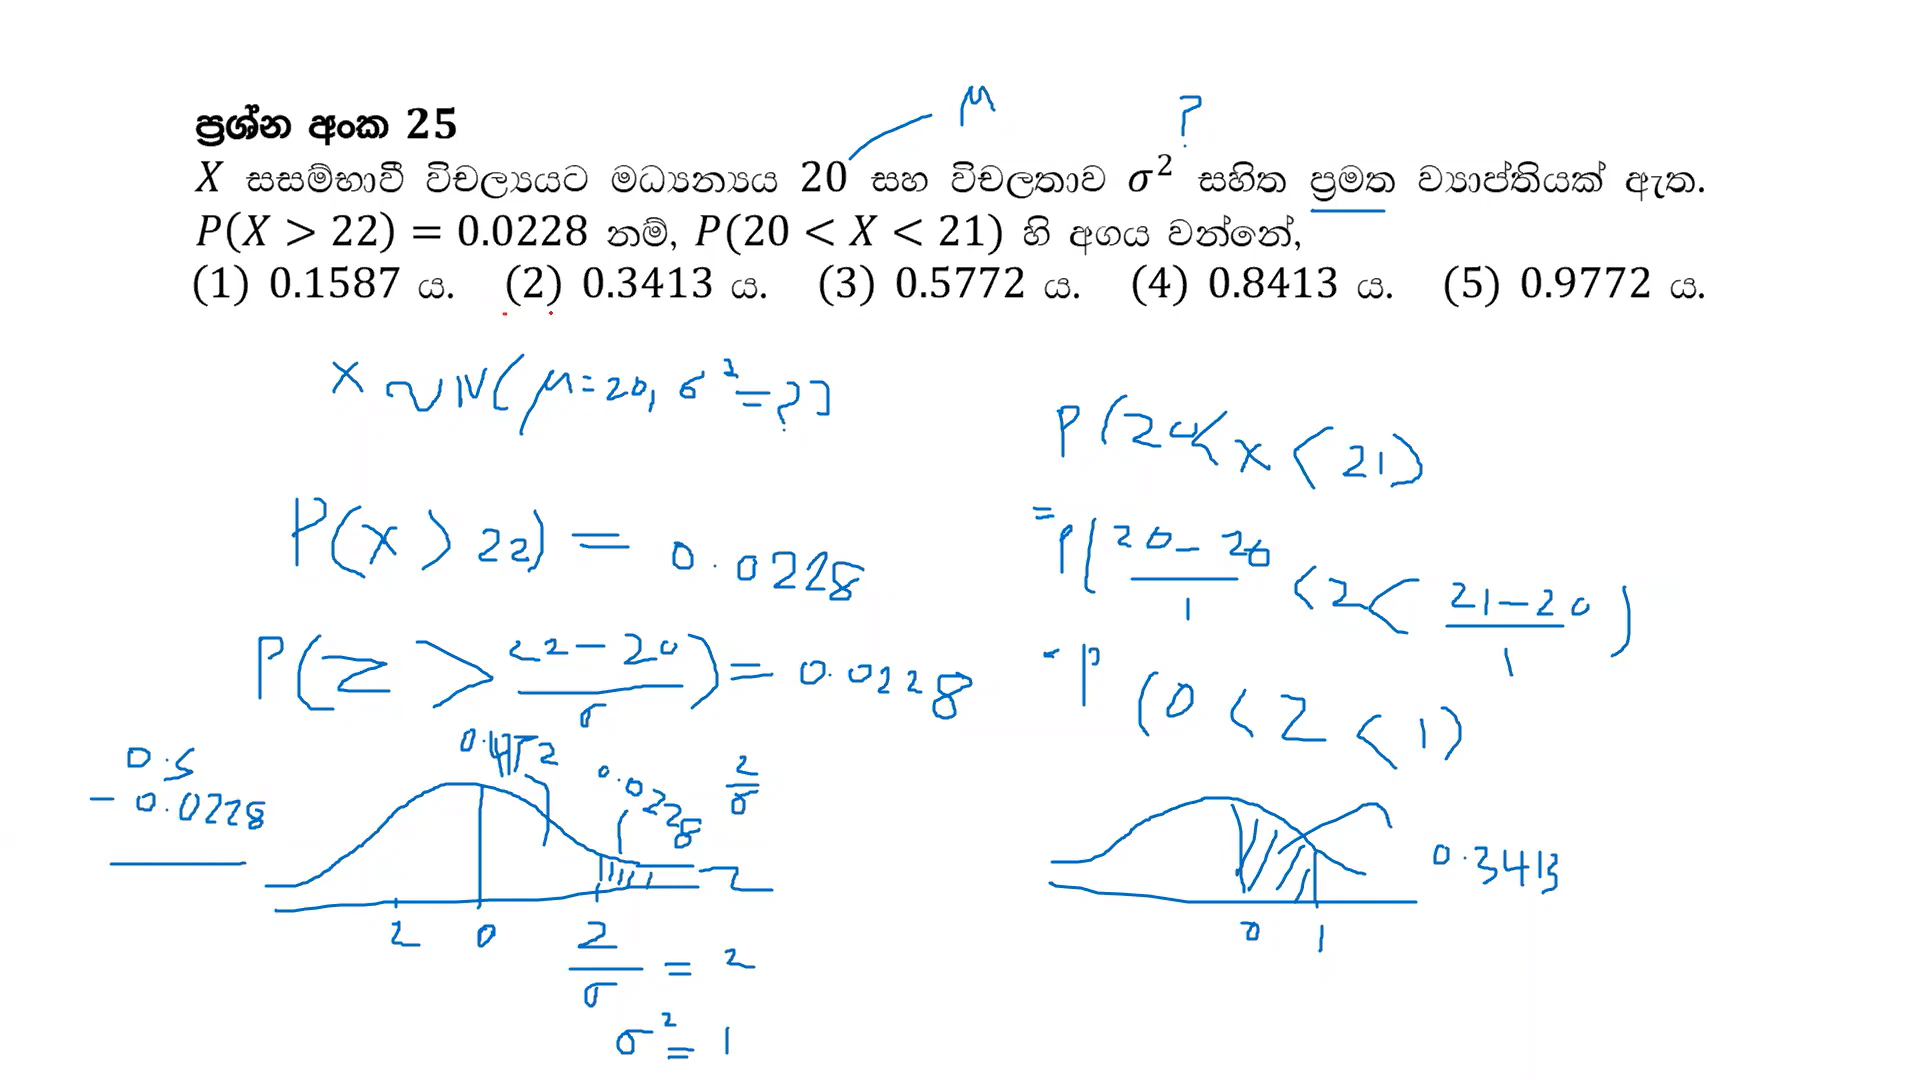 ප්‍රශ්න අංක 25
X සසම්භාවී විචල්‍යයට මධ්‍යන්‍යය 20 සහ විචලතාව σ² සහිත ප්‍රමත ව්‍යාප්තියක් ඇත.
P(X > 22) = 0.0228 නම්, P(20 < X < 21) හි අගය වන්නේ,
(1) 0.1587 ය. (2) 0.3413 ය. (3) 0.5772 ය. (4) 0.8413 ය. (5) 0.9772 ය.
μ
?
X ~ N(μ=20, σ²=?)
P(X > 22) = 0.0228
P(Z > (22-20)/σ) = 0.0228
0.5
- 0.0228
0.0228
2/σ
Z
2 0
2/σ = 2
σ² = 1
P(20 < X < 21)
= P((20-20)/1 < Z < (21-20)/1)
= P(0 < Z < 1)
0.3413
0 1